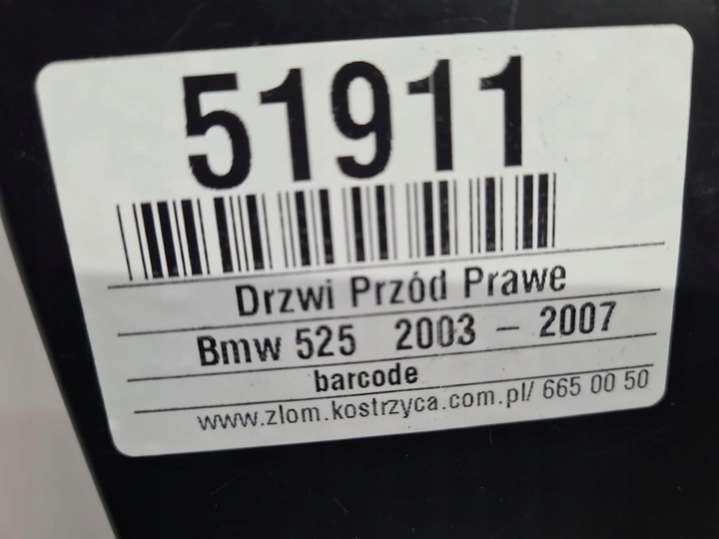 51911
Drzwi Przód Prawe
Bmw 525 2003 - 2007
barcode
www.zlom.kostrzyca.com.pl/ 665 00 50